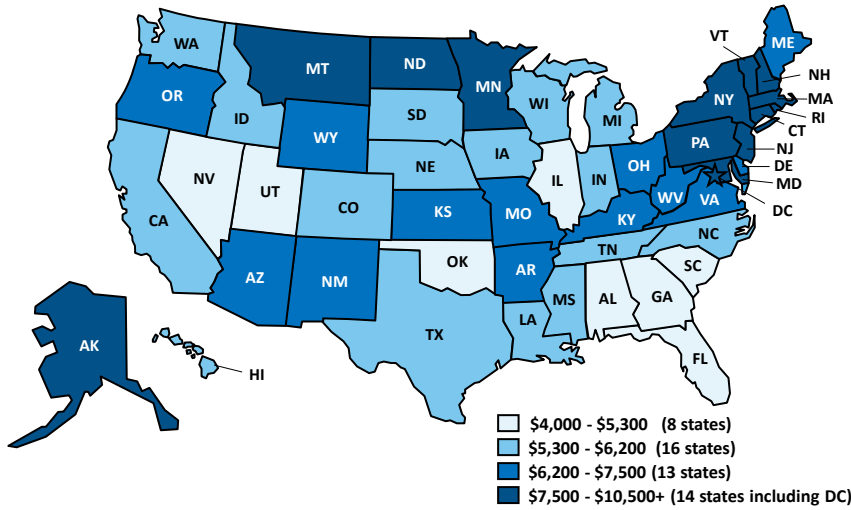 WA
MT
ND
MN
VT
ME
OR
ID
WY
SD
WI
MI
NY
NH
MA
RI
CT
NV
UT
CO
NE
IA
IL
IN
OH
PA
NJ
DE
MD
DC
CA
KS
MO
KY
WV
VA
AZ
NM
OK
AR
TN
NC
SC
MS
AL
GA
TX
LA
FL
AK
HI
$4,000 - $5,300 (8 states)
$5,300 - $6,200 (16 states)
$6,200 - $7,500 (13 states)
$7,500 - $10,500+ (14 states including DC)